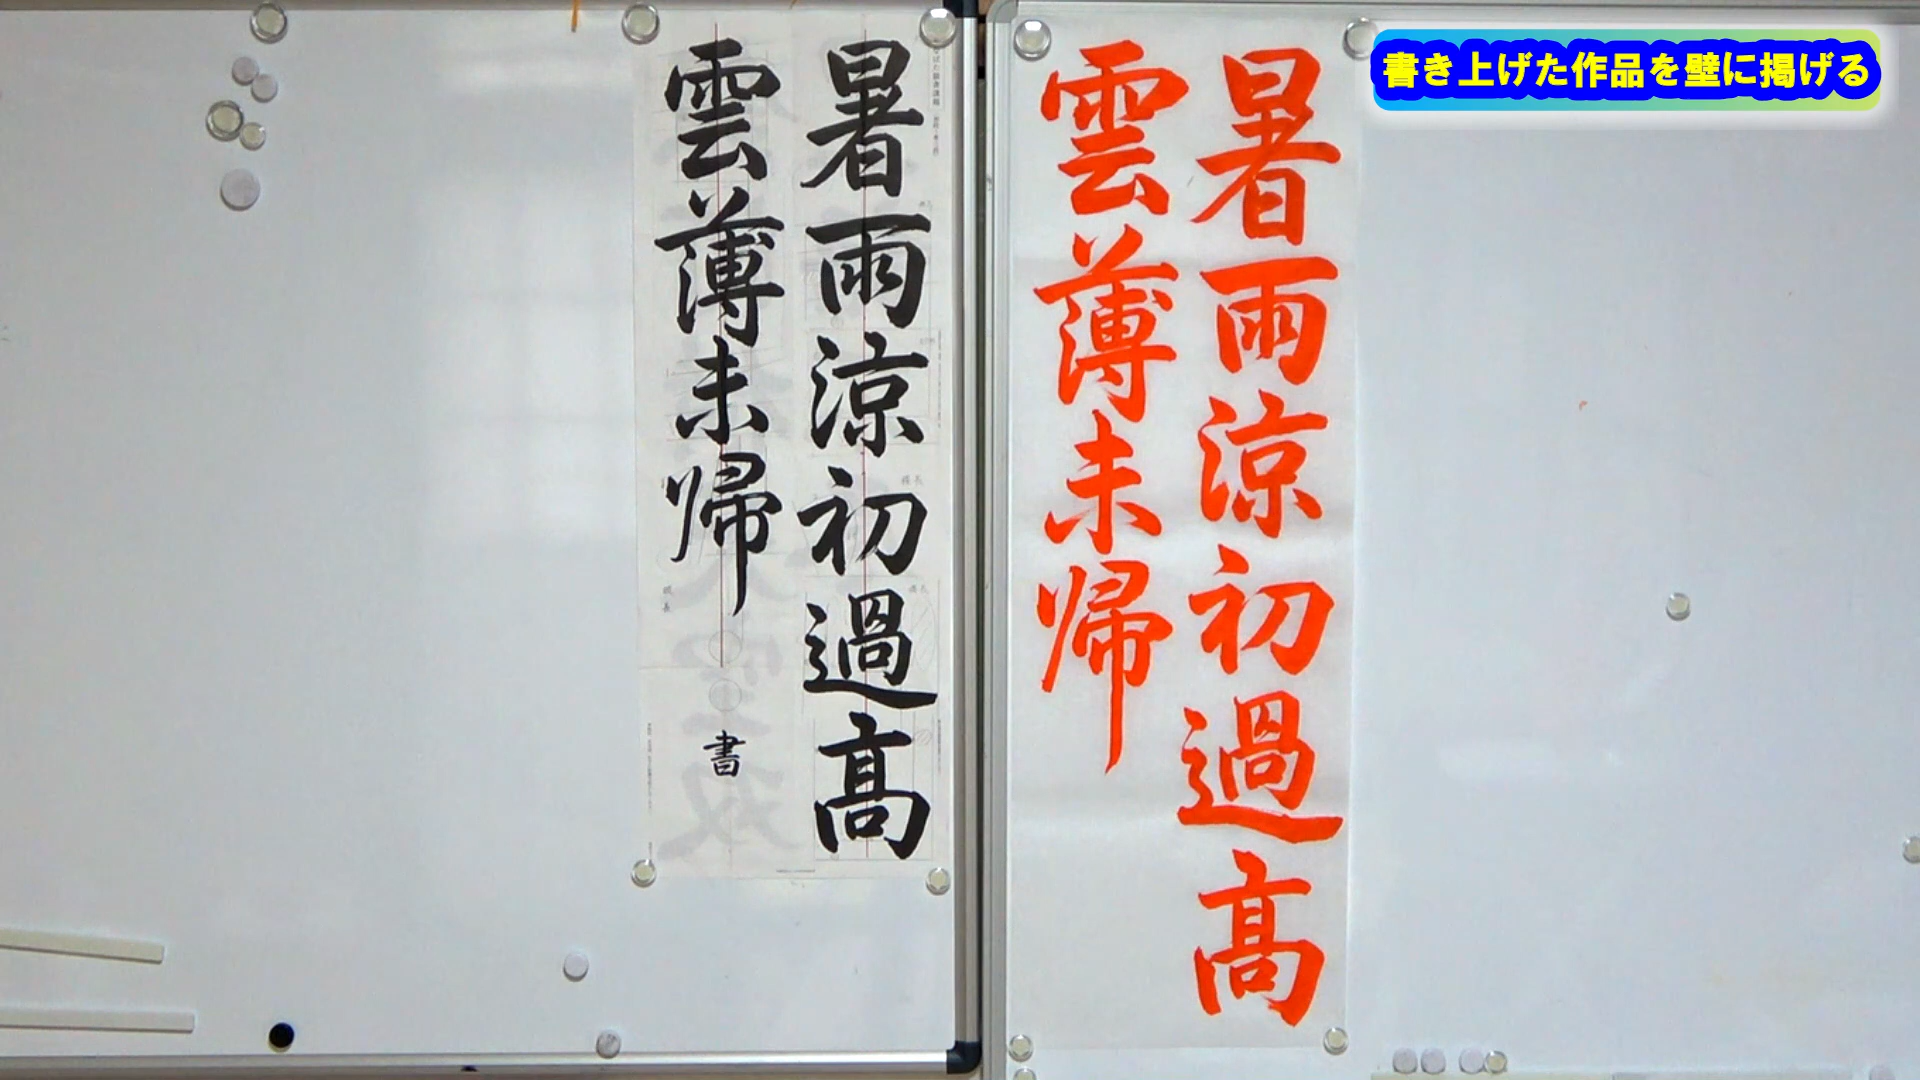 書き上げた作品を壁に掲げる
暑雨涼初過高
雲薄未帰
書
暑雨涼初過高
雲薄未帰